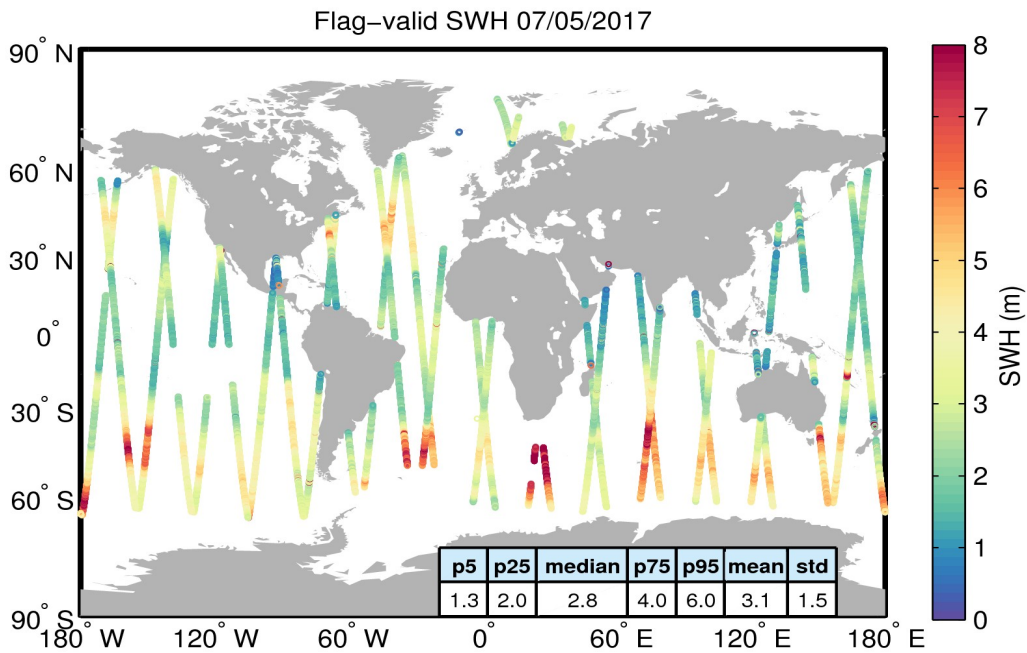 Flag−valid SWH 07/05/2017
90° N
60° N
30° N
0°
30° S
60° S
90° S
180° W
120° W
60° W
0°
60° E
120° E
180° E
p5 p25 median p75 p95 mean std
1.3 2.0 2.8 4.0 6.0 3.1 1.5
8
7
6
5
4
3
2
1
0
SWH (m)